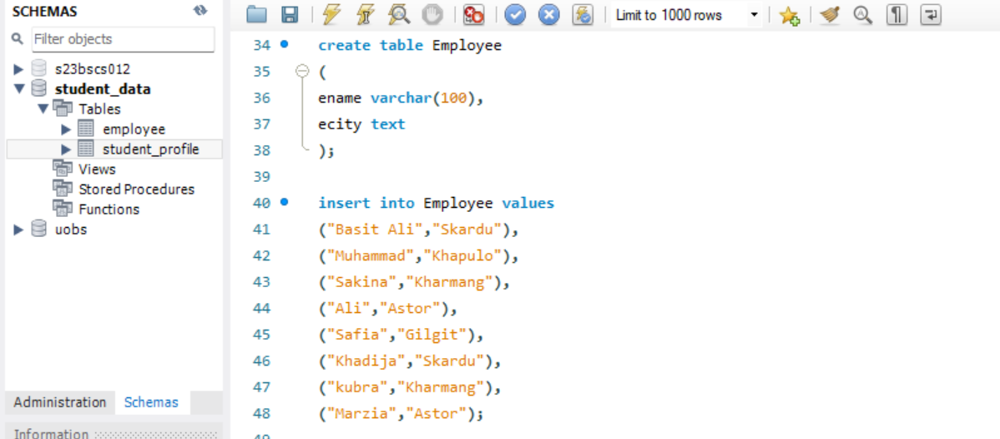 SCHEMAS
Filter objects
s23bscs012
student_data
Tables
employee
student_profile
Views
Stored Procedures
Functions
uobs
Administration Schemas
Information
Limit to 1000 rows
34 create table Employee
35 (
36 ename varchar(100),
37 ecity text
38 );
39
40 insert into Employee values
41 ("Basit Ali","Skardu"),
42 ("Muhammad","Khapulo"),
43 ("Sakina","Kharmang"),
44 ("Ali","Astor"),
45 ("Safia","Gilgit"),
46 ("Khadija","Skardu"),
47 ("kubra","Kharmang"),
48 ("Marzia","Astor");
49